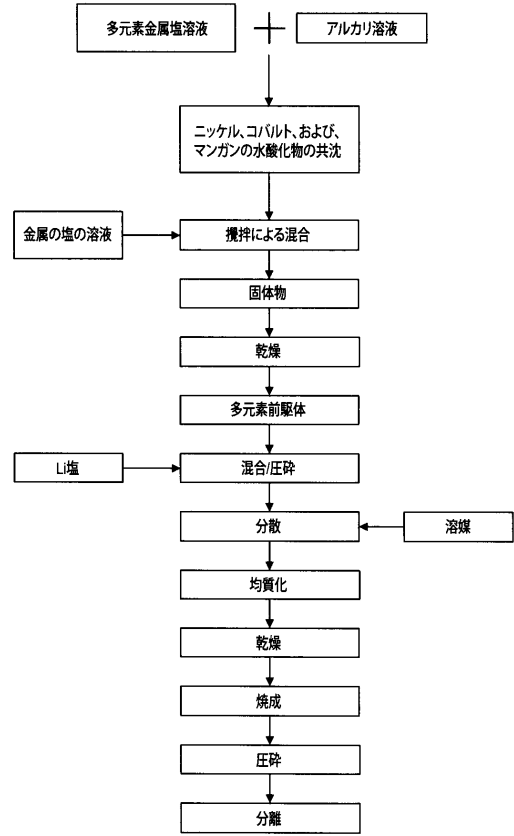 多元素金属塩溶液
アルカリ溶液
ニッケル、コバルト、および、
マンガンの水酸化物の共沈
金属の塩の溶液
攪拌による混合
固体物
乾燥
多元素前駆体
Li塩
混合/圧砕
分散
溶媒
均質化
乾燥
焼成
圧砕
分離